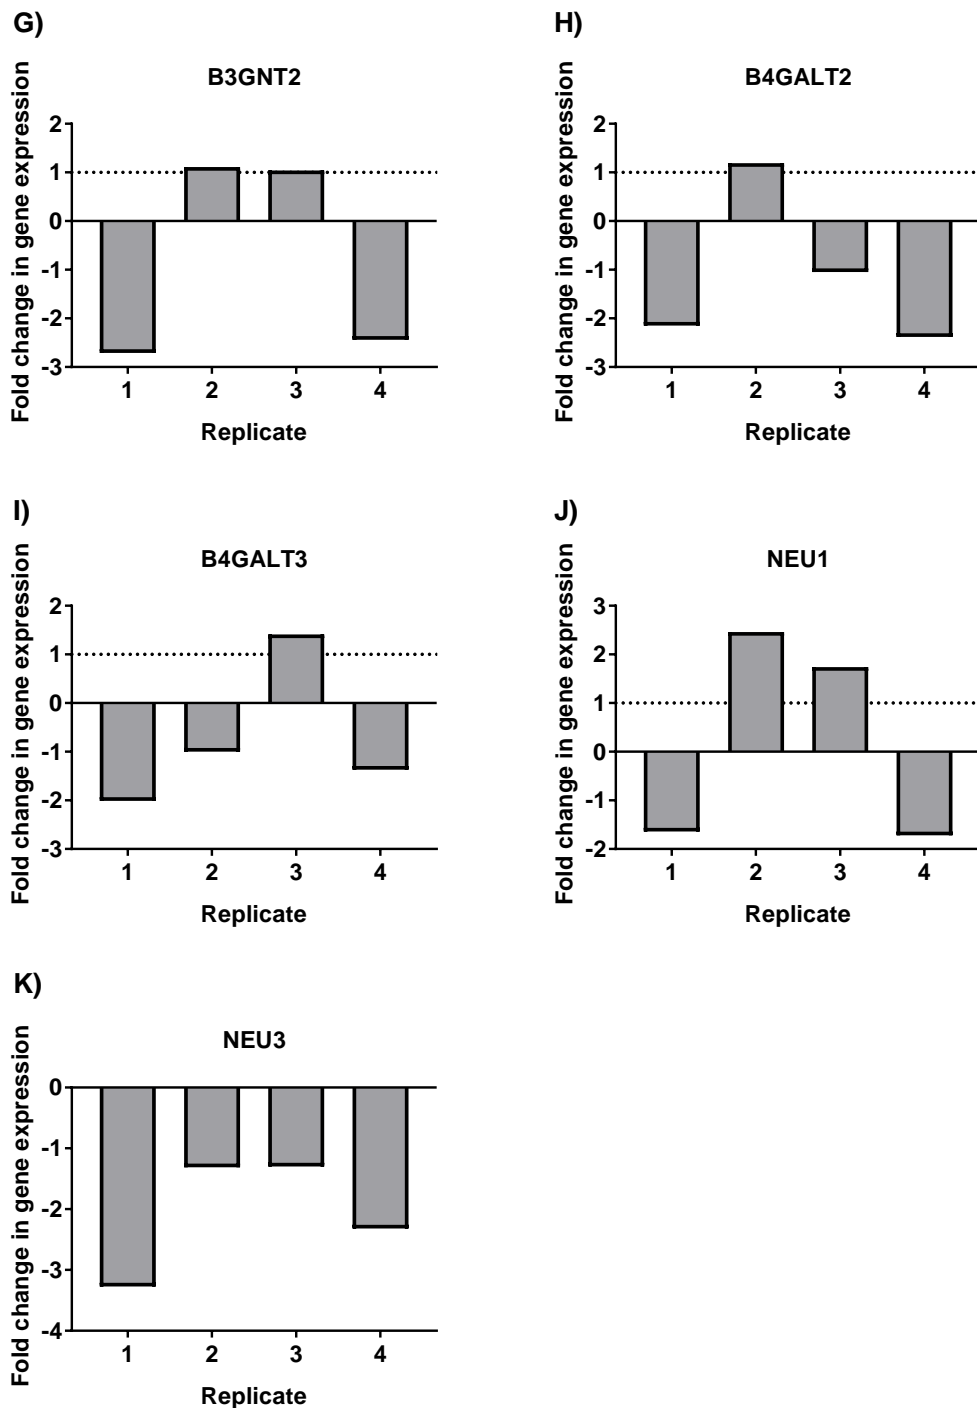 G)
B3GNT2
Fold change in gene expression
2
1
0
-1
-2
-3
1 2 3 4
Replicate
H)
B4GALT2
Fold change in gene expression
2
1
0
-1
-2
-3
1 2 3 4
Replicate
I)
B4GALT3
Fold change in gene expression
2
1
0
-1
-2
-3
1 2 3 4
Replicate
J)
NEU1
Fold change in gene expression
3
2
1
0
-1
-2
1 2 3 4
Replicate
K)
NEU3
Fold change in gene expression
0
-1
-2
-3
-4
1 2 3 4
Replicate